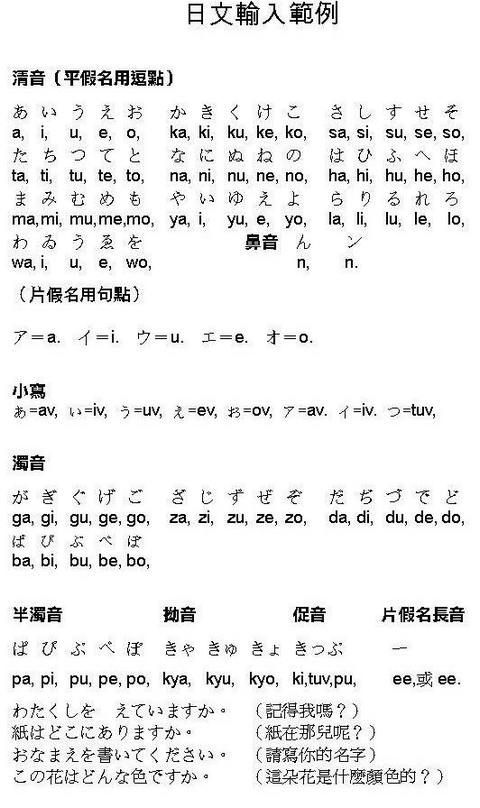 日文輸入範例
清音（平假名用逗點）
あ い う え お か き く け こ さ し す せ そ
a, i, u, e, o, ka, ki, ku, ke, ko, sa, si, su, se, so,
た ち つ て と な に ぬ ね の は ひ ふ へ ほ
ta, ti, tu, te, to, na, ni, nu, ne, no, ha, hi, hu, he, ho,
ま み む め も や い ゆ え よ ら り る れ ろ
ma,mi, mu,me,mo, ya, i, yu, e, yo, la, li, lu, le, lo,
わ ゐ う ゑ を 鼻音 ん ン
wa, i, u, e, wo, n, n.
（片假名用句點）
ア＝a. イ＝i. ウ＝u. エ＝e. オ＝o.
小寫
ぁ=av, ぃ=iv, ぅ=uv, ぇ=ev, ぉ=ov, ァ=av. ィ=iv. っ=tuv,
濁音
が ぎ ぐ げ ご ざ じ ず ぜ ぞ だ ぢ づ で ど
ga, gi, gu, ge, go, za, zi, zu, ze, zo, da, di, du, de, do,
ば び ぶ べ ぼ
ba, bi, bu, be, bo,
半濁音 拗音 促音 片假名長音
ぱ ぴ ぷ ぺ ぽ きゃ きゅ きょ きっぷ ー
pa, pi, pu, pe, po, kya, kyu, kyo, ki,tuv,pu, ee,或 ee.
わたくしを えていますか。 （記得我嗎？）
紙はどこにありますか。 （紙在那兒呢？）
おなまえを書いてください。 （請寫你的名字）
この花はどんな色ですか。 （這朵花是什麼顏色的？）